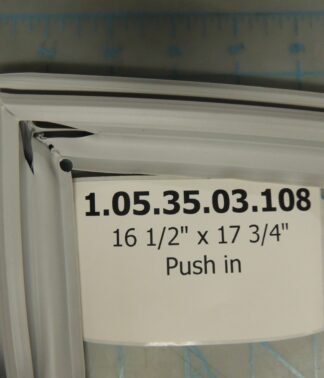 1.05.35.03.108
16 1/2" x 17 3/4"
Push in